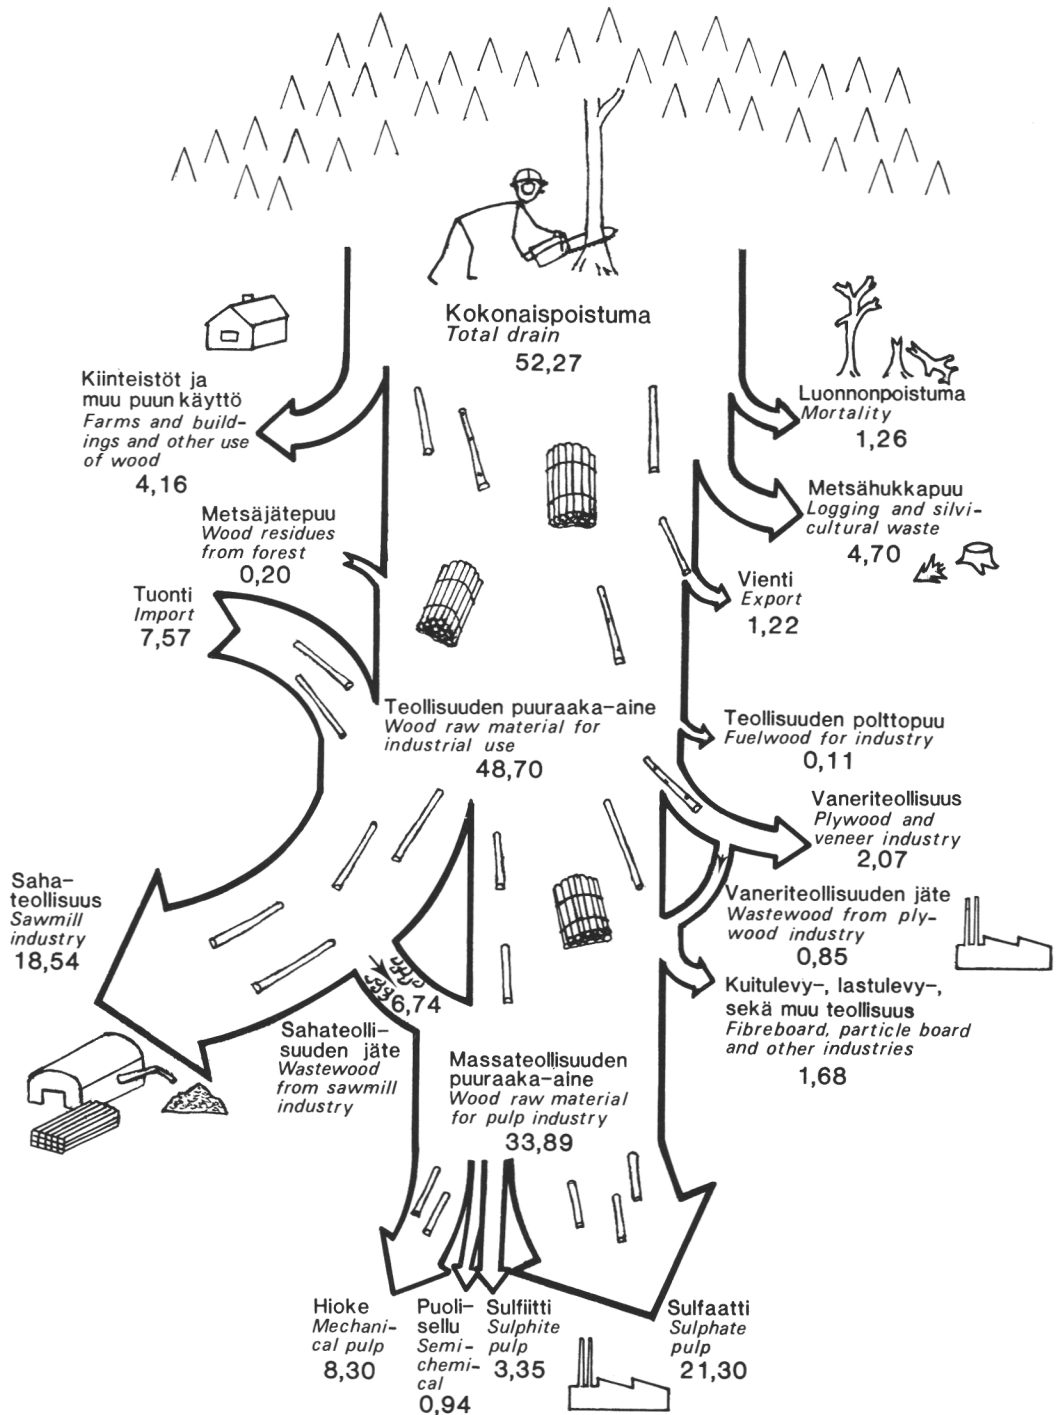 Kokonaispoistuma
Total drain
52,27
Kiinteistöt ja
muu puun käyttö
Farms and build-
ings and other use
of wood
4,16
Luonnonpoistuma
Mortality
1,26
Metsähukkapuu
Logging and silvi-
cultural waste
4,70
Metsäjätepuu
Wood residues
from forest
0,20
Vienti
Export
1,22
Tuonti
Import
7,57
Teollisuuden puuraaka-aine
Wood raw material for
industrial use
48,70
Teollisuuden polttopuu
Fuelwood for industry
0,11
Vaneriteollisuus
Plywood and
veneer industry
2,07
Saha-
teollisuus
Sawmill
industry
18,54
Vaneriteollisuuden jäte
Wastewood from ply-
wood industry
0,85
Kuitulevy-, lastulevy-,
sekä muu teollisuus
Fibreboard, particle board
and other industries
1,68
6,74
Sahateolli-
suuden jäte
Wastewood
from sawmill
industry
Massateollisuuden
puuraaka-aine
Wood raw material
for pulp industry
33,89
Hioke
Mechani-
cal pulp
8,30
Puoli-
sellu
Semi-
chemi-
cal
0,94
Sulfiitti
Sulphite
pulp
3,35
Sulfaatti
Sulphate
pulp
21,30